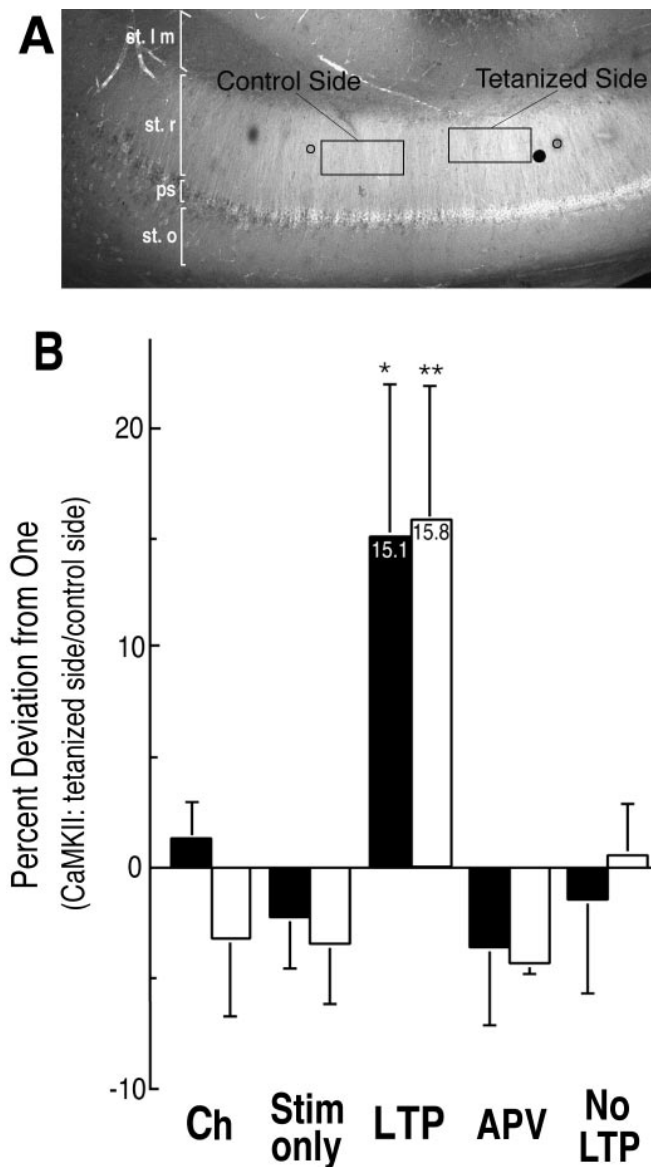 A
st. l m
Control Side
Tetanized Side
st. r
ps
st. o
B
Percent Deviation from One
(CaMKII: tetanized side/control side)
20
10
0
-10
*
**
15.1
15.8
Ch
Stim
only
LTP
APV
No
LTP